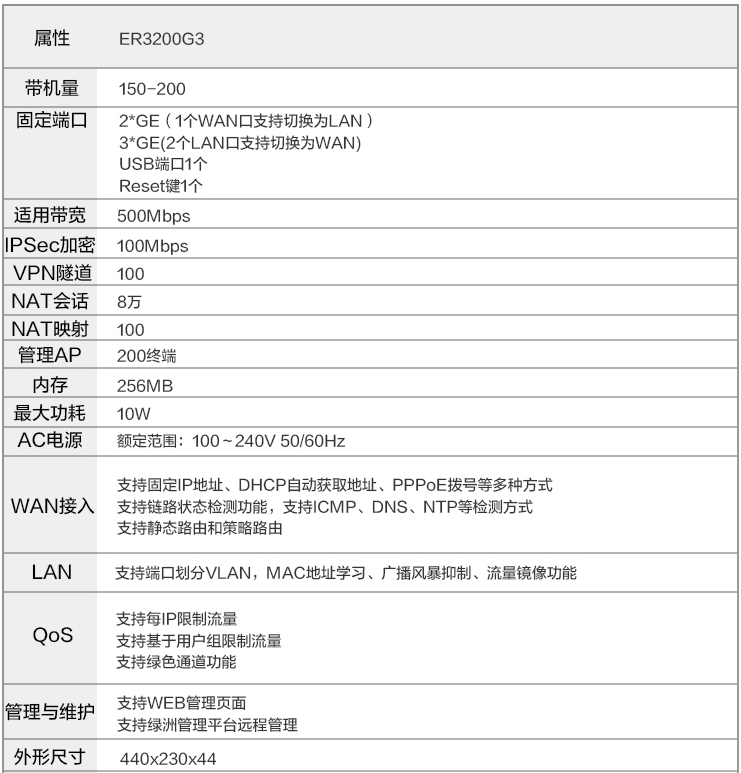 属性 ER3200G3
带机量 150-200
固定端口 2*GE（1个WAN口支持切换为LAN）
3*GE(2个LAN口支持切换为WAN)
USB端口1个
Reset键1个
适用带宽 500Mbps
IPSec加密 100Mbps
VPN隧道 100
NAT会话 8万
NAT映射 100
管理AP 200终端
内存 256MB
最大功耗 10W
AC电源 额定范围：100~240V 50/60Hz
WAN接入 支持固定IP地址、DHCP自动获取地址、PPPoE拨号等多种方式
支持链路状态检测功能，支持ICMP、DNS、NTP等检测方式
支持静态路由和策略路由
LAN 支持端口划分VLAN，MAC地址学习、广播风暴抑制、流量镜像功能
QoS 支持每IP限制流量
支持基于用户组限制流量
支持绿色通道功能
管理与维护 支持WEB管理页面
支持绿洲管理平台远程管理
外形尺寸 440x230x44